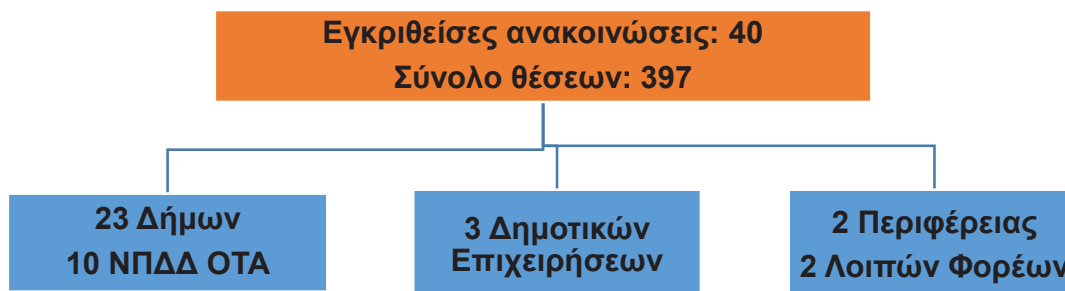 Εγκριθείσες ανακοινώσεις: 40
Σύνολο θέσεων: 397
23 Δήμων
10 ΝΠΔΔ ΟΤΑ
3 Δημοτικών
Επιχειρήσεων
2 Περιφέρειας
2 Λοιπών Φορέων